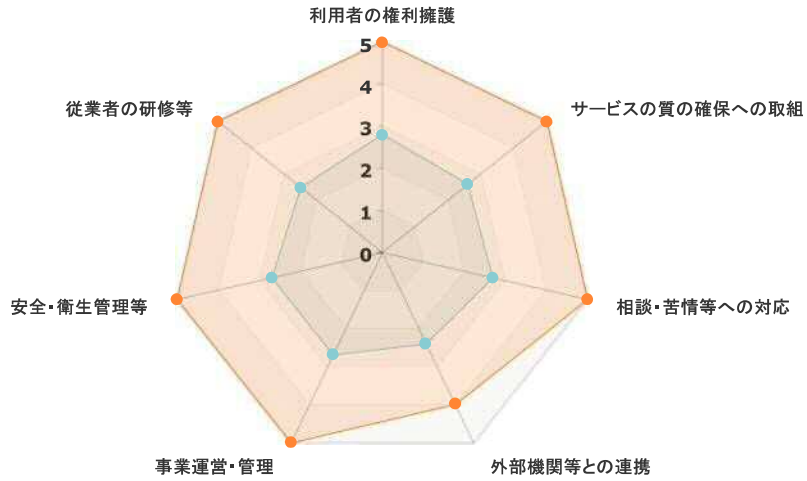 利用者の権利擁護
5
従業者の研修等
サービスの質の確保への取組
4
3
2
1
0
安全・衛生管理等
相談・苦情等への対応
事業運営・管理
外部機関等との連携